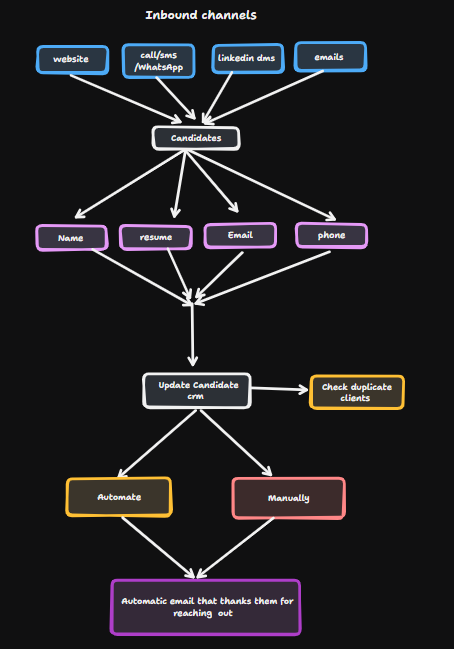 Inbound channels
website
call/sms
/WhatsApp
linkedin dms
emails
Candidates
Name
resume
Email
phone
Update Candidate
crm
Check duplicate
clients
Automate
Manually
Automatic email that thanks them for
reaching out